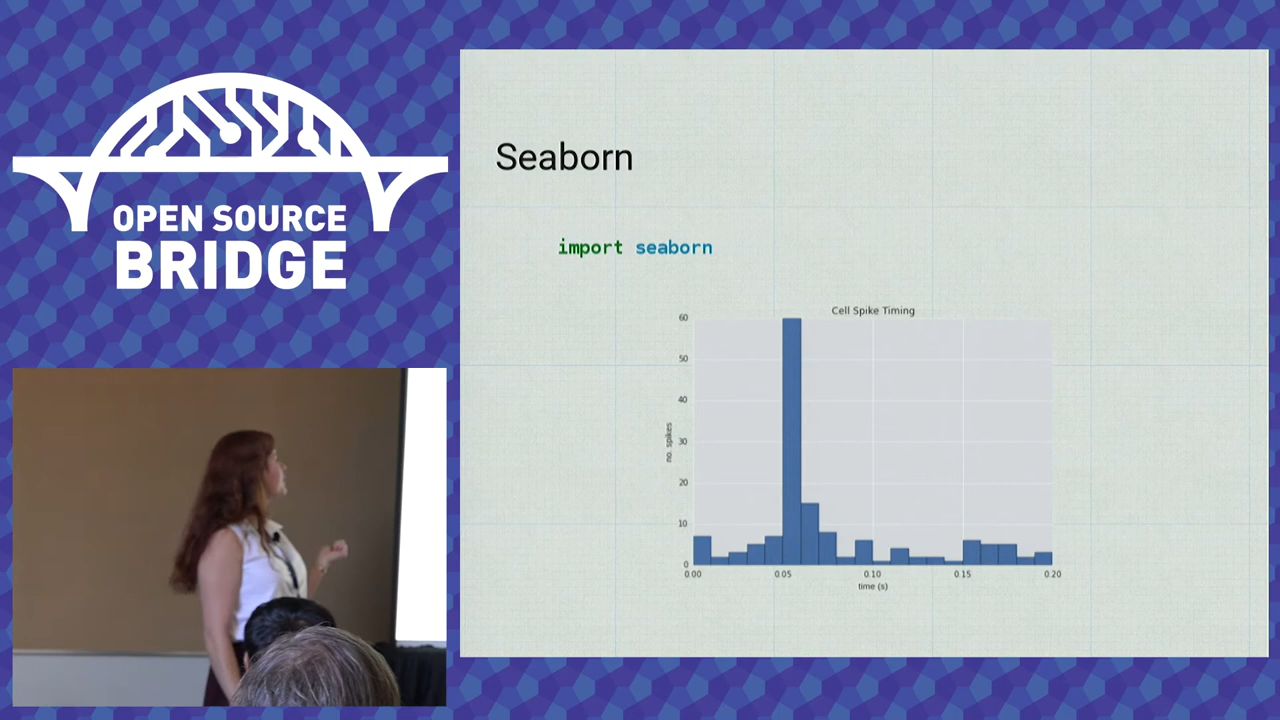 OPEN SOURCE
BRIDGE
Seaborn
import seaborn
Cell Spike Timing
60
50
40
30
20
10
0
no. spikes
0.00 0.05 0.10 0.15 0.20
time (s)